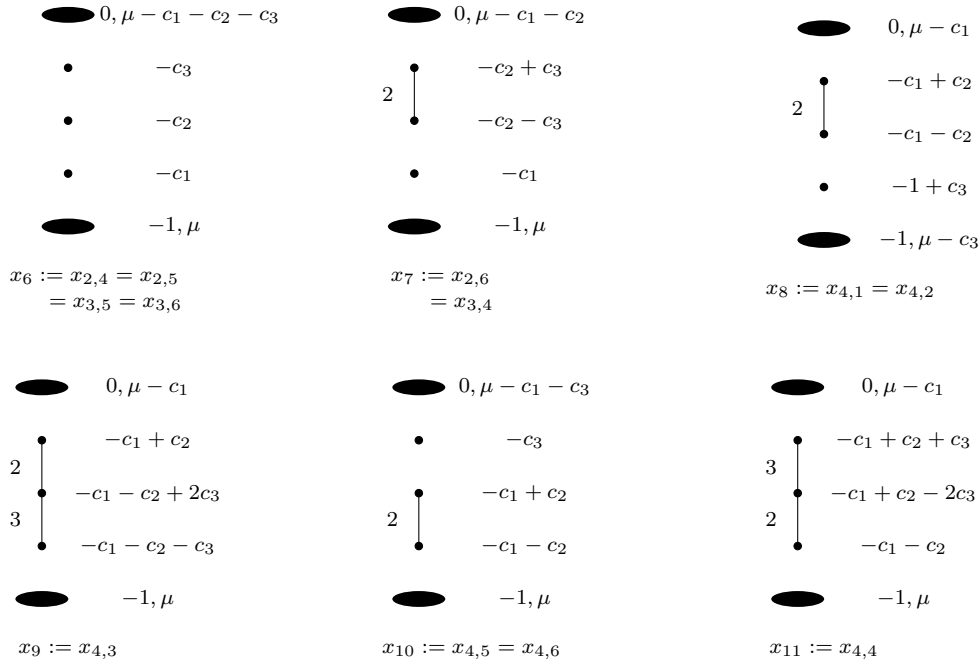 0, μ − c₁ − c₂ − c₃
−c₃
−c₂
−c₁
−1, μ
x₆ := x₂,₄ = x₂,₅
= x₃,₅ = x₃,₆
0, μ − c₁ − c₂
−c₂ + c₃
2
−c₂ − c₃
−c₁
−1, μ
x₇ := x₂,₆
= x₃,₄
0, μ − c₁
−c₁ + c₂
2
−c₁ − c₂
−1 + c₃
−1, μ − c₃
x₈ := x₄,₁ = x₄,₂
0, μ − c₁
−c₁ + c₂
2
−c₁ − c₂ + 2c₃
3
−c₁ − c₂ − c₃
−1, μ
x₉ := x₄,₃
0, μ − c₁ − c₃
−c₃
−c₁ + c₂
2
−c₁ − c₂
−1, μ
x₁₀ := x₄,₅ = x₄,₆
0, μ − c₁
−c₁ + c₂ + c₃
3
−c₁ + c₂ − 2c₃
2
−c₁ − c₂
−1, μ
x₁₁ := x₄,₄